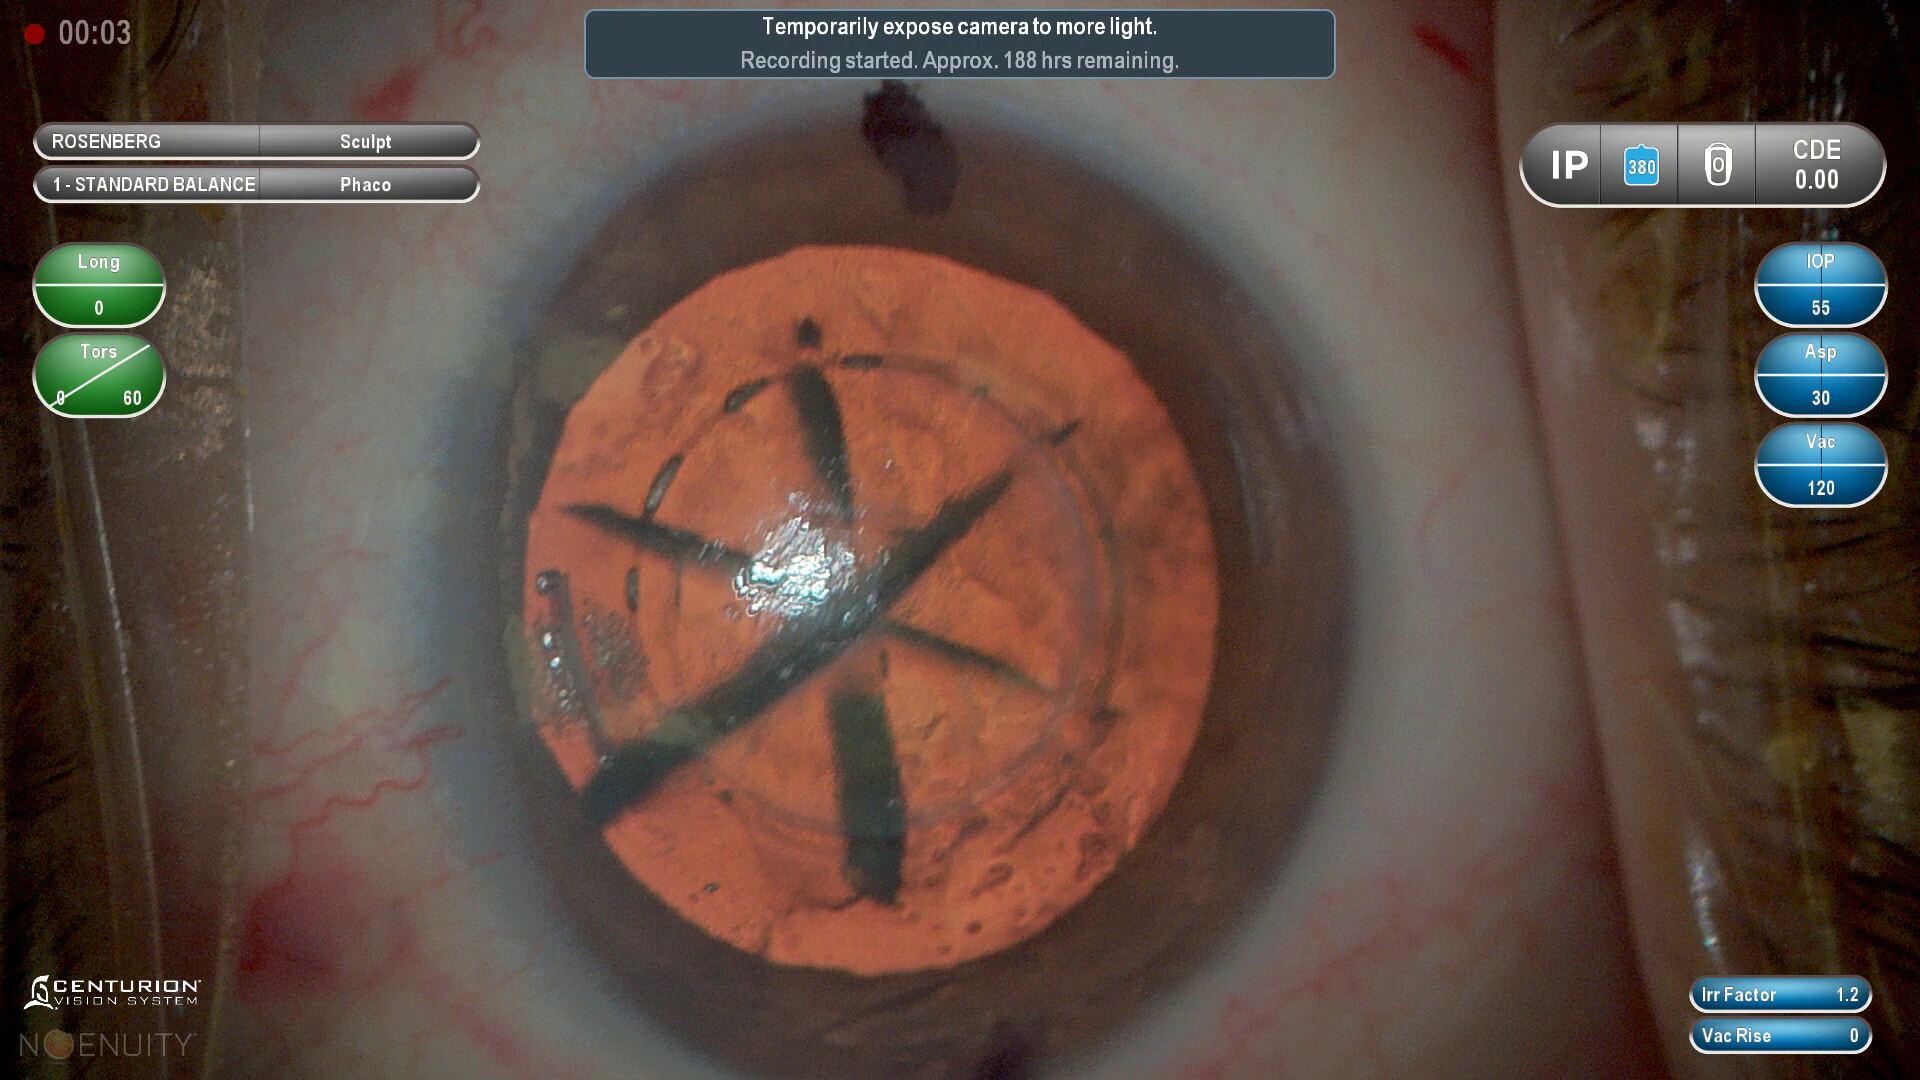 00:03
Temporarily expose camera to more light.
Recording started. Approx. 188 hrs remaining.
ROSENBERG Sculpt
1 - STANDARD BALANCE Phaco
IP 380 0 CDE
0.00
Long
0
Tors
0 60
IOP
55
Asp
30
Vac
120
CENTURION
VISION SYSTEM
NGENUITY
Irr Factor 1.2
Vac Rise 0